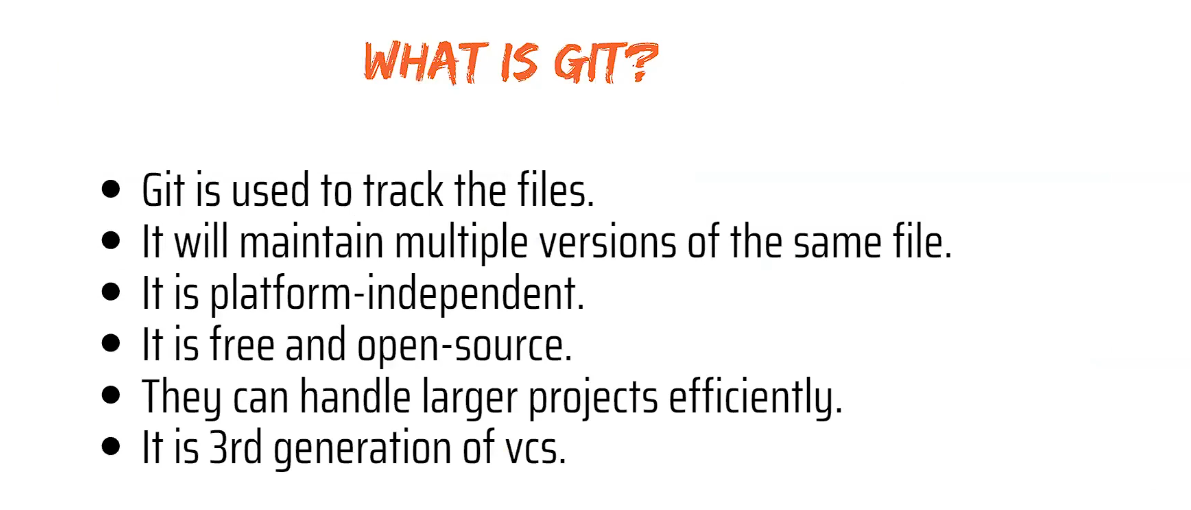 WHAT IS GIT?
• Git is used to track the files.
• It will maintain multiple versions of the same file.
• It is platform-independent.
• It is free and open-source.
• They can handle larger projects efficiently.
• It is 3rd generation of vcs.